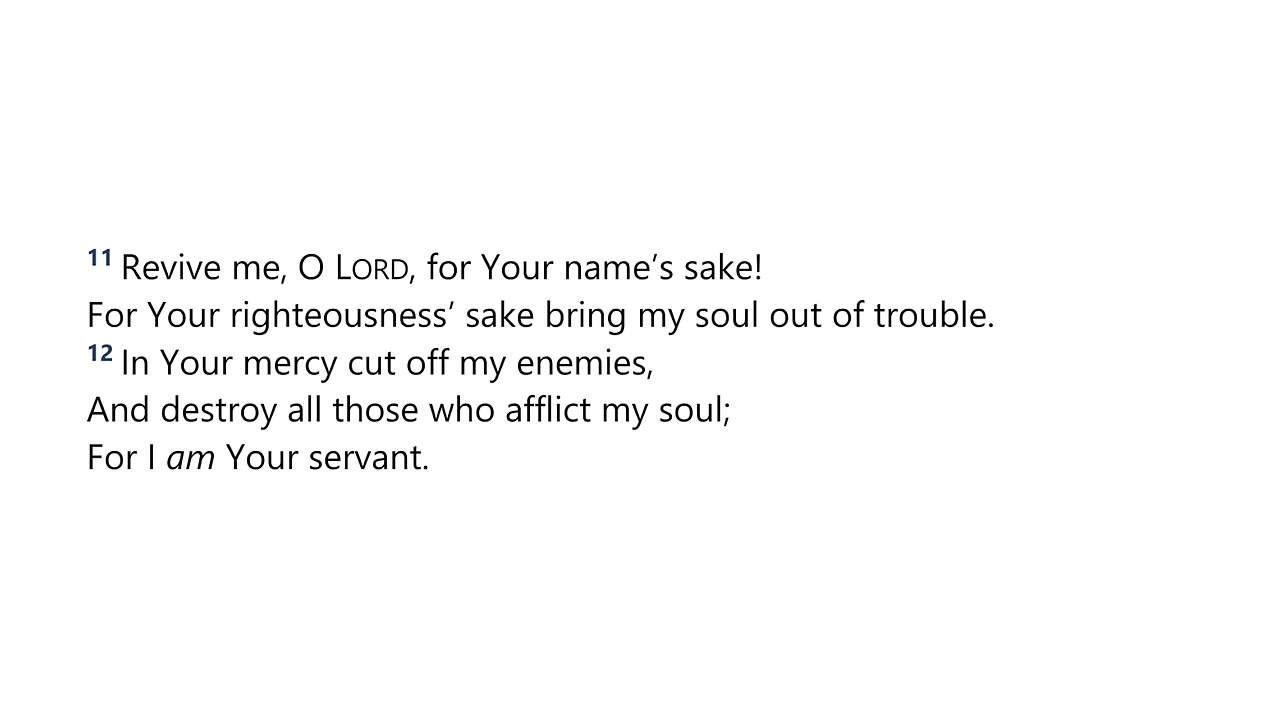 11 Revive me, O LORD, for Your name’s sake!
For Your righteousness’ sake bring my soul out of trouble.
12 In Your mercy cut off my enemies,
And destroy all those who afflict my soul;
For I am Your servant.